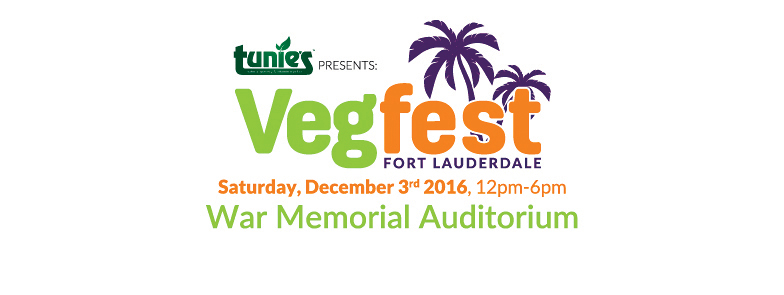 tunie's PRESENTS:
Vegfest
FORT LAUDERDALE
Saturday, December 3rd 2016, 12pm-6pm
War Memorial Auditorium